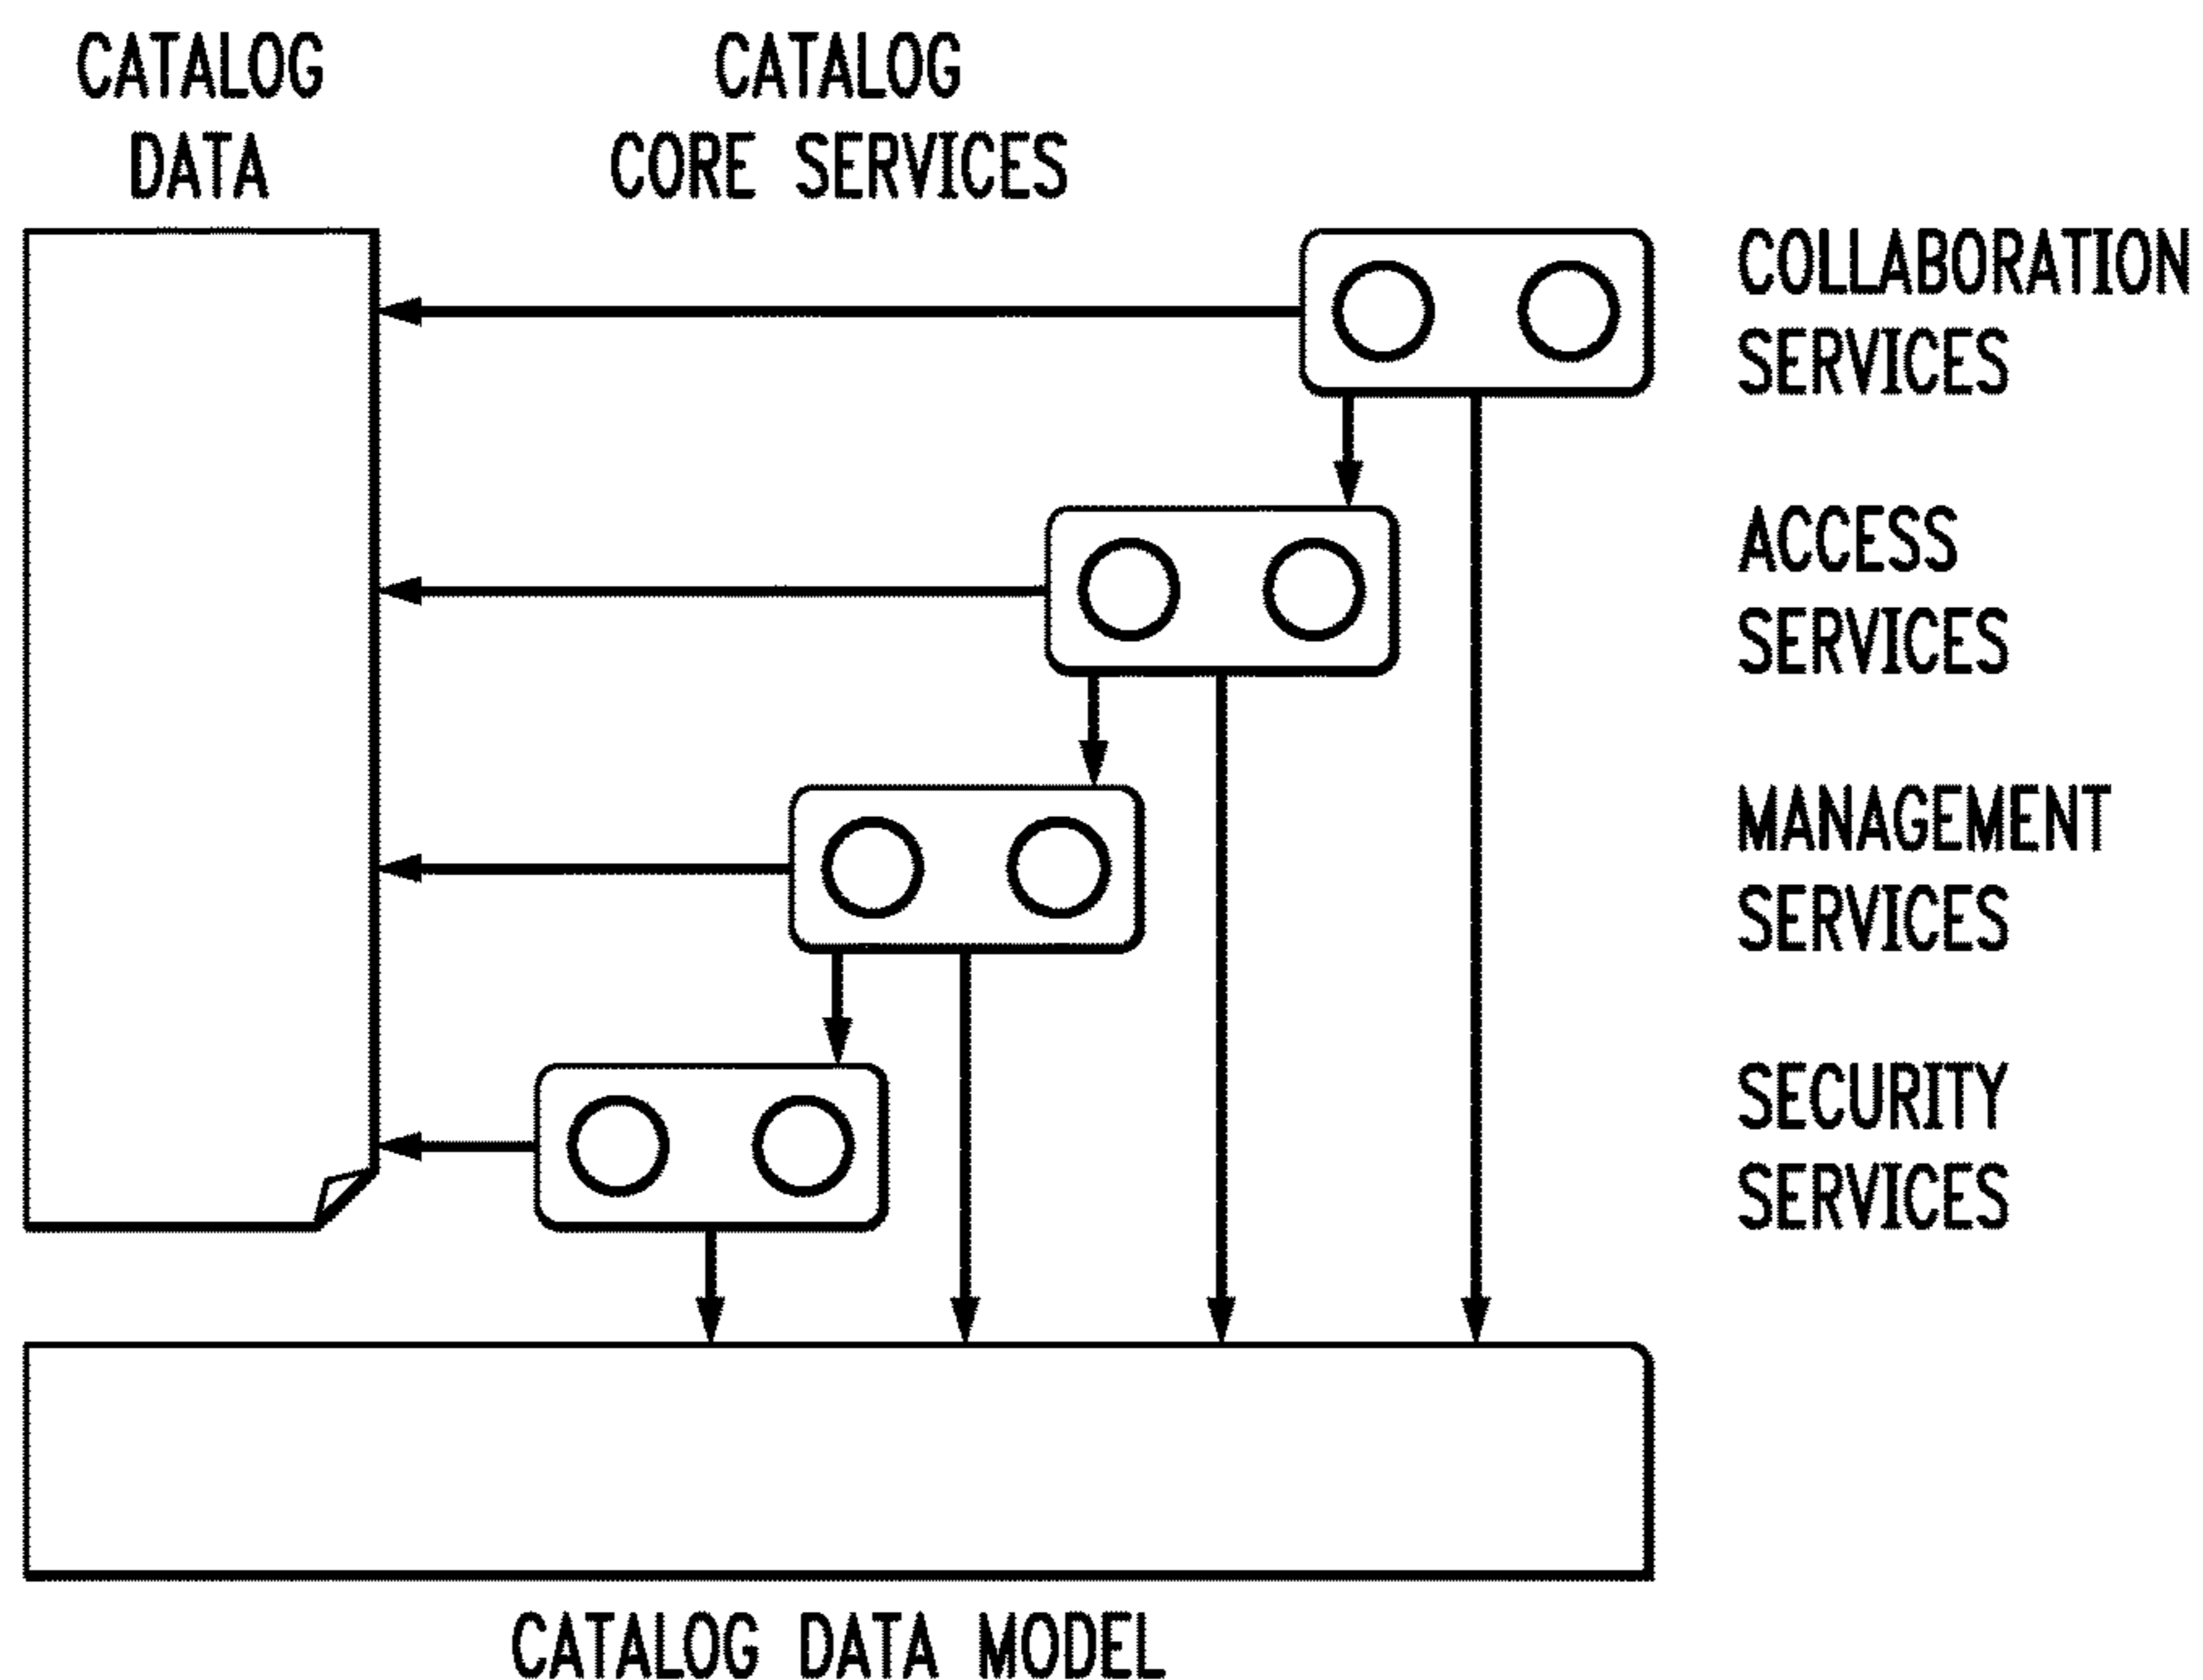 CATALOG
DATA
CATALOG
CORE SERVICES
COLLABORATION
SERVICES
ACCESS
SERVICES
MANAGEMENT
SERVICES
SECURITY
SERVICES
CATALOG DATA MODEL